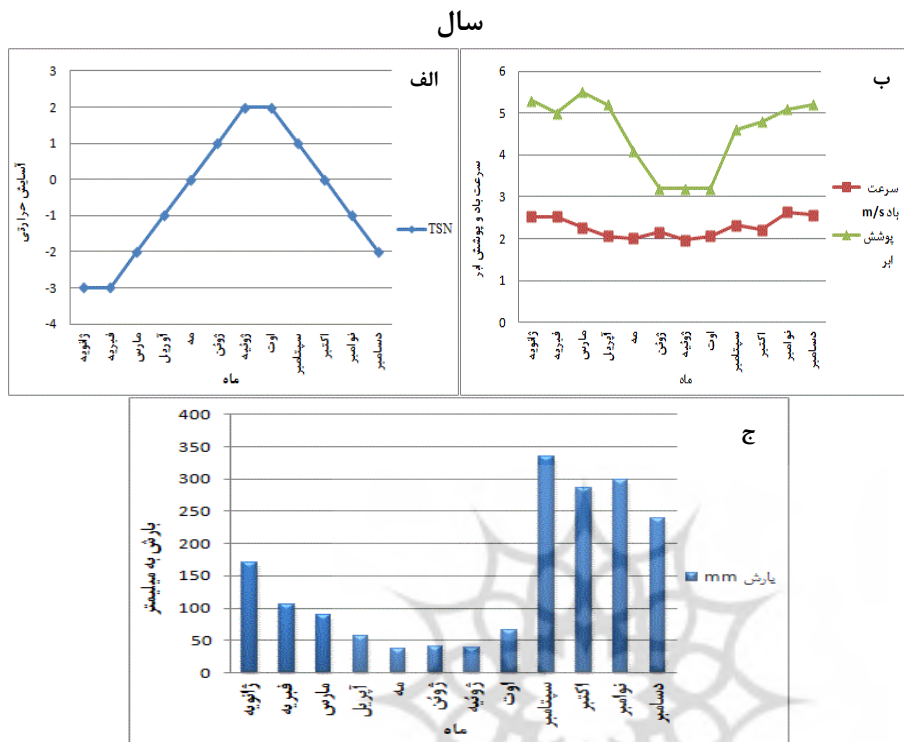 سال
الف
3
2
1
0
-1
-2
-3
-4
آسایش حرارتی
ژانویه
فبریه
مارس
آوریل
مه
ژوئن
ژوئیه
اوت
سپتامبر
اکتبر
نوامبر
دسامبر
ماه
TSN
ب
6
5
4
3
2
1
0
سرعت باد و پوشش ابر
ژانویه
فبریه
مارس
آپریل
مه
ژوئن
ژوئیه
اوت
سپتامبر
اکتبر
نوامبر
دسامبر
ماه
سرعت
باد m/s
پوشش
ابر
ج
400
350
300
250
200
150
100
50
0
بارش به میلیمتر
ژانویه
فبریه
مارس
آپریل
مه
ژوئن
ژوئیه
اوت
سپتامبر
اکتبر
نوامبر
دسامبر
ماه
بارش mm